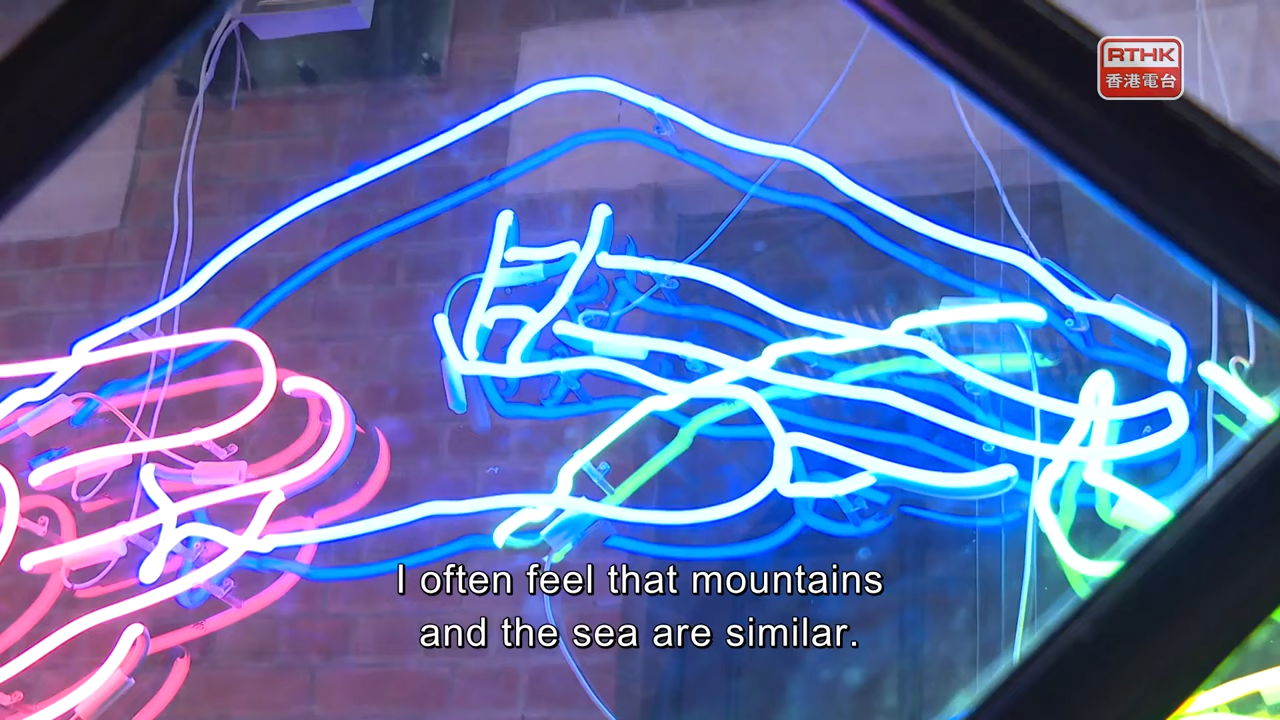 RTHK
香港電台
I often feel that mountains
and the sea are similar.